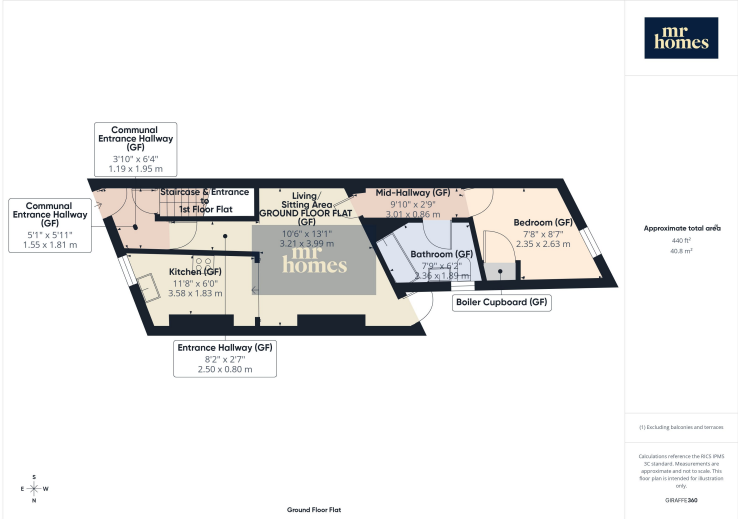 mr
homes
Communal
Entrance Hallway
(GF)
3'10" x 6'4"
1.19 x 1.95 m
Communal
Entrance Hallway
(GF)
5'1" x 5'11"
1.55 x 1.81 m
Staircase & Entrance
to
1st Floor Flat
Living/
Sitting Area
GROUND FLOOR FLAT
(GF)
10'6" x 13'1"
3.21 x 3.99 m
mr
homes
Mid-Hallway (GF)
9'10" x 2'9"
3.01 x 0.86 m
Bedroom (GF)
7'8" x 8'7"
2.35 x 2.63 m
Bathroom (GF)
7'9" x 6'2"
2.36 x 1.89 m
Kitchen (GF)
11'8" x 6'0"
3.58 x 1.83 m
Boiler Cupboard (GF)
Entrance Hallway (GF)
8'2" x 2'7"
2.50 x 0.80 m
Approximate total area
440 ft²
40.8 m²
(1) Excluding balconies and terraces
Calculations reference the RICS IPMS
3C standard. Measurements are
approximate and not to scale. This
floor plan is intended for illustration
only.
GIRAFFE360
S
E W
N
Ground Floor Flat